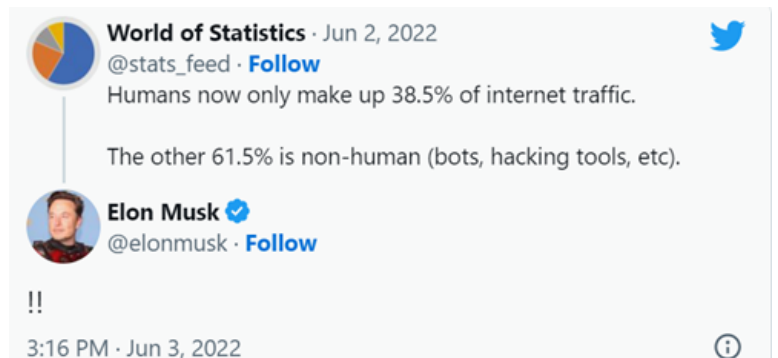 World of Statistics · Jun 2, 2022
@stats_feed · Follow
Humans now only make up 38.5% of internet traffic.
The other 61.5% is non-human (bots, hacking tools, etc).
Elon Musk
@elonmusk · Follow
!!
3:16 PM · Jun 3, 2022